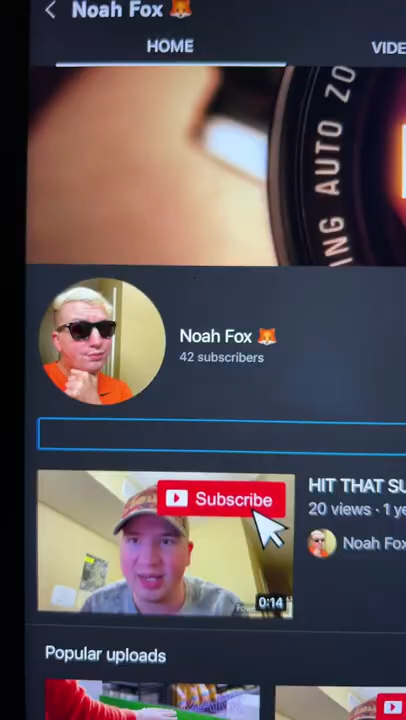 Noah Fox 🦊
HOME
VIDE
ING AUTO ZO
Noah Fox 🦊
42 subscribers
Subscribe
HIT THAT SU
20 views · 1 ye
Noah Fox
0:14
Popular uploads